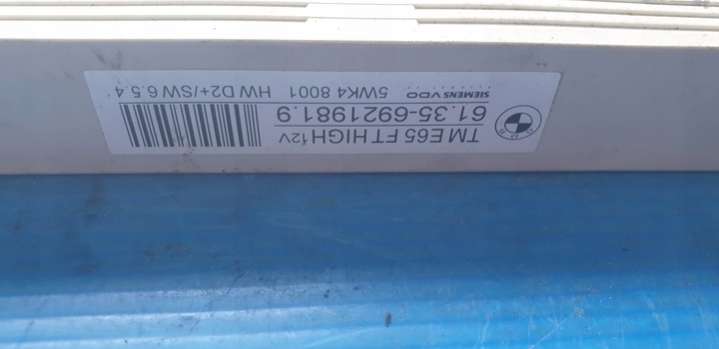 TM E65 FT HIGH 12V
61.35-6921981.9
SIEMENS VDO
5WK4 8001 HW D2+/SW 6.5.4